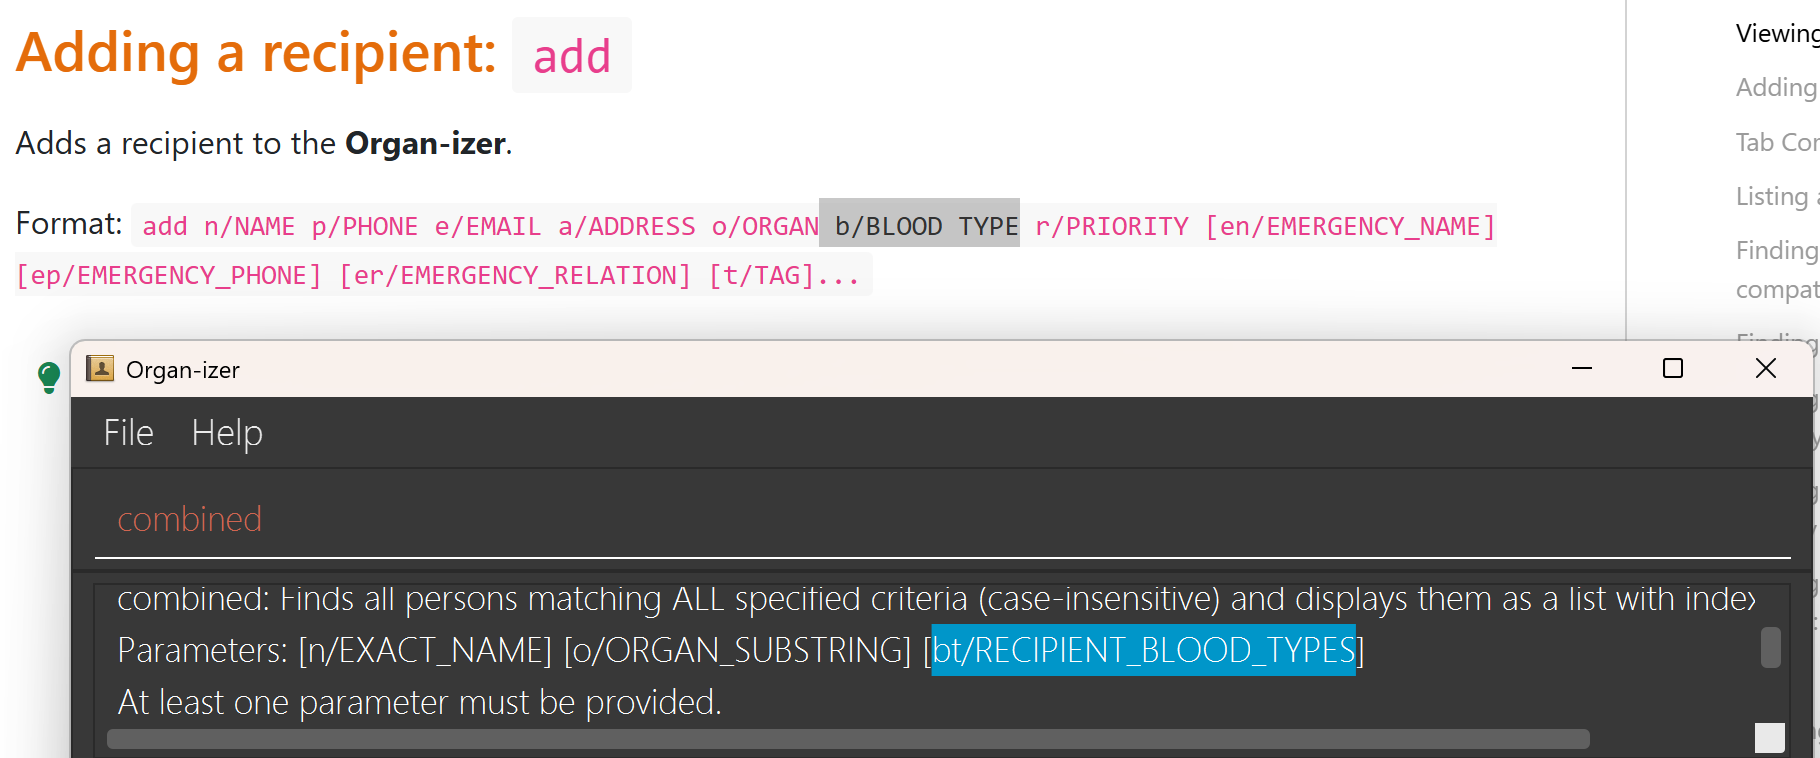 Adding a recipient: add
Adds a recipient to the Organ-izer.
Format: add n/NAME p/PHONE e/EMAIL a/ADDRESS o/ORGAN b/BLOOD TYPE r/PRIORITY [en/EMERGENCY_NAME]
[ep/EMERGENCY_PHONE] [er/EMERGENCY_RELATION] [t/TAG]...
Viewing
Adding
Tab Con
Listing a
Finding
compat
Finding
Organ-izer
File Help
combined
combined: Finds all persons matching ALL specified criteria (case-insensitive) and displays them as a list with index
Parameters: [n/EXACT_NAME] [o/ORGAN_SUBSTRING] [bt/RECIPIENT_BLOOD_TYPES]
At least one parameter must be provided.